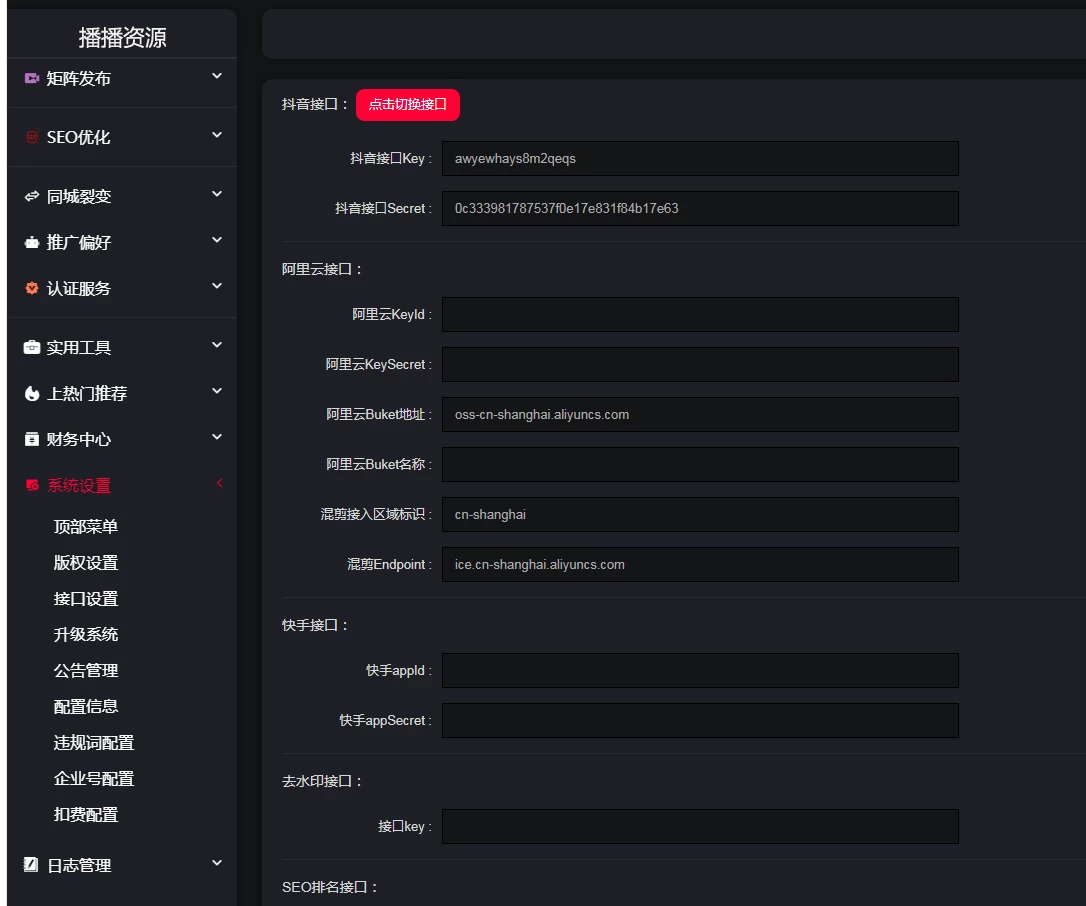 播播资源
矩阵发布
SEO优化
同城裂变
推广偏好
认证服务
实用工具
上热门推荐
财务中心
系统设置
顶部菜单
版权设置
接口设置
升级系统
公告管理
配置信息
违规词配置
企业号配置
扣费配置
日志管理
抖音接口： 点击切换接口
抖音接口Key : awyewhays8m2qeqs
抖音接口Secret : 0c333981787537f0e17e831f84b17e63
阿里云接口：
阿里云KeyId :
阿里云KeySecret :
阿里云Buket地址 : oss-cn-shanghai.aliyuncs.com
阿里云Buket名称 :
混剪接入区域标识 : cn-shanghai
混剪Endpoint : ice.cn-shanghai.aliyuncs.com
快手接口：
快手appId :
快手appSecret :
去水印接口：
接口key :
SEO排名接口：